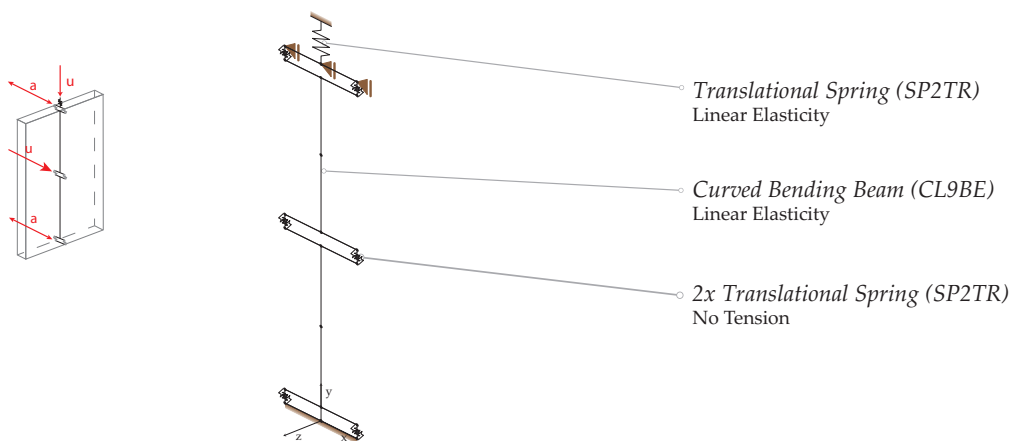 u
a
u
a
Translational Spring (SP2TR)
Linear Elasticity
Curved Bending Beam (CL9BE)
Linear Elasticity
2x Translational Spring (SP2TR)
No Tension
y
z
x